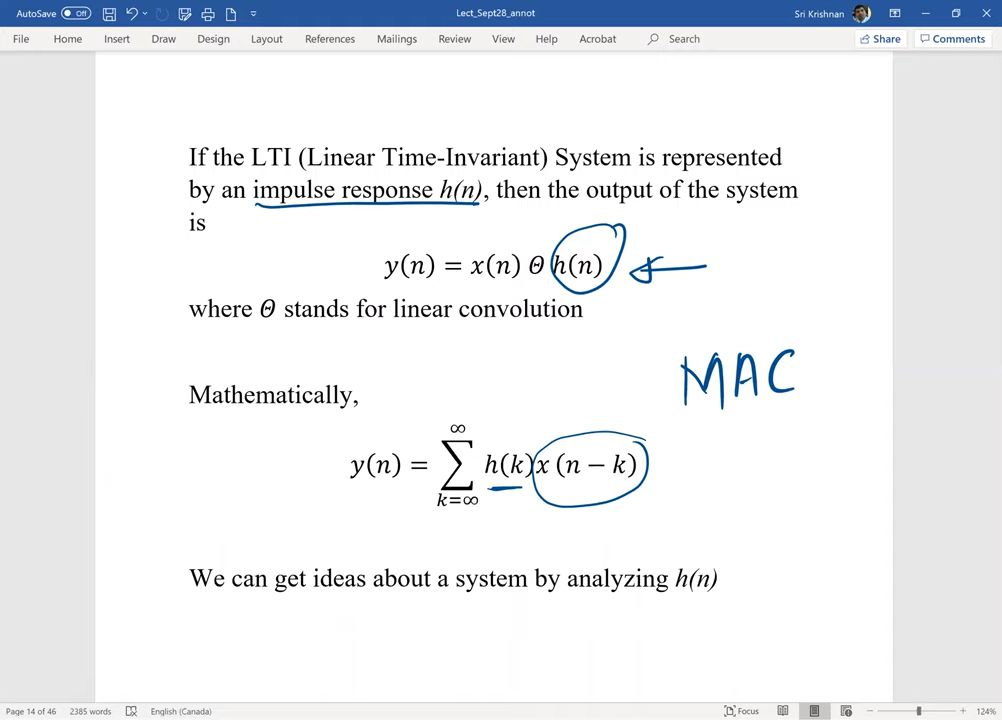 AutoSave Off Lect_Sept28_annot Sri Krishnan
File Home Insert Draw Design Layout References Mailings Review View Help Acrobat Search Share Comments
If the LTI (Linear Time-Invariant) System is represented
by an impulse response h(n), then the output of the system
is
y(n) = x(n) Θ h(n)
where Θ stands for linear convolution
MAC
Mathematically,
y(n) = ∑_{k=∞}^{∞} h(k)x (n − k)
We can get ideas about a system by analyzing h(n)
Page 14 of 46 2385 words English (Canada) Focus 124%